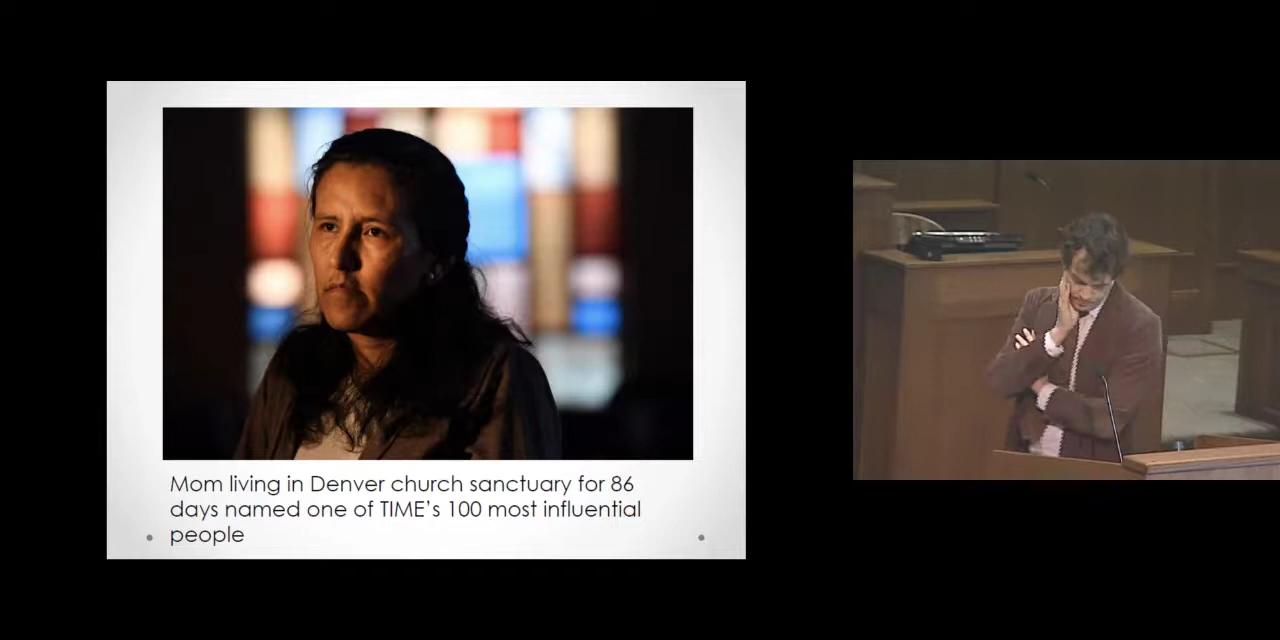 Mom living in Denver church sanctuary for 86
days named one of TIME’s 100 most influential
people